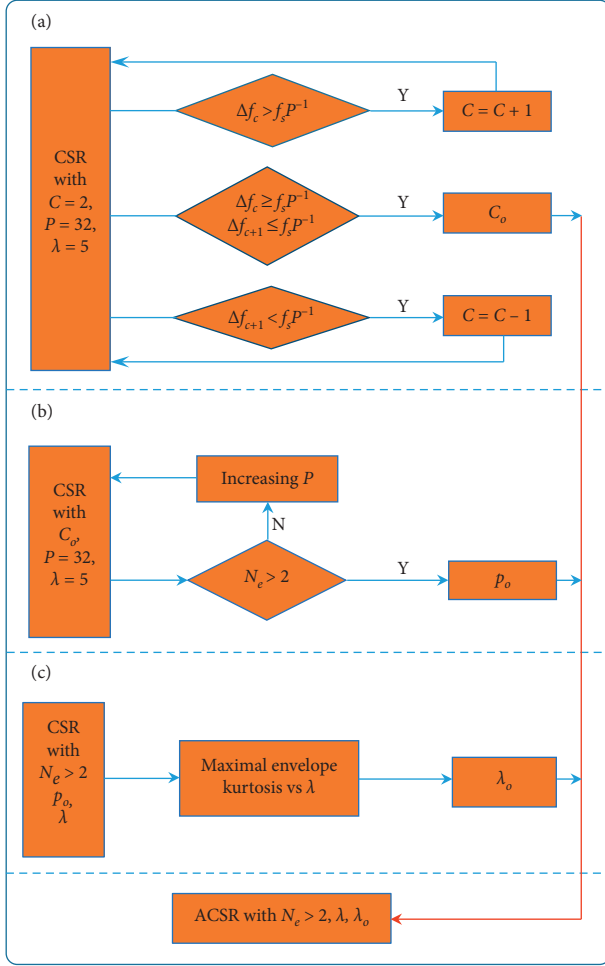 (a)
CSR
with
C = 2,
P = 32,
λ = 5
Δf_c > f_s P⁻¹
Y
C = C + 1
Δf_c ≥ f_s P⁻¹
Δf_{c+1} ≤ f_s P⁻¹
Y
C_o
Δf_{c+1} < f_s P⁻¹
Y
C = C – 1
(b)
CSR
with
C_o,
P = 32,
λ = 5
Increasing P
N
N_e > 2
Y
p_o
(c)
CSR
with
N_e > 2
p_o,
λ
Maximal envelope
kurtosis vs λ
λ_o
ACSR with N_e > 2, λ, λ_o